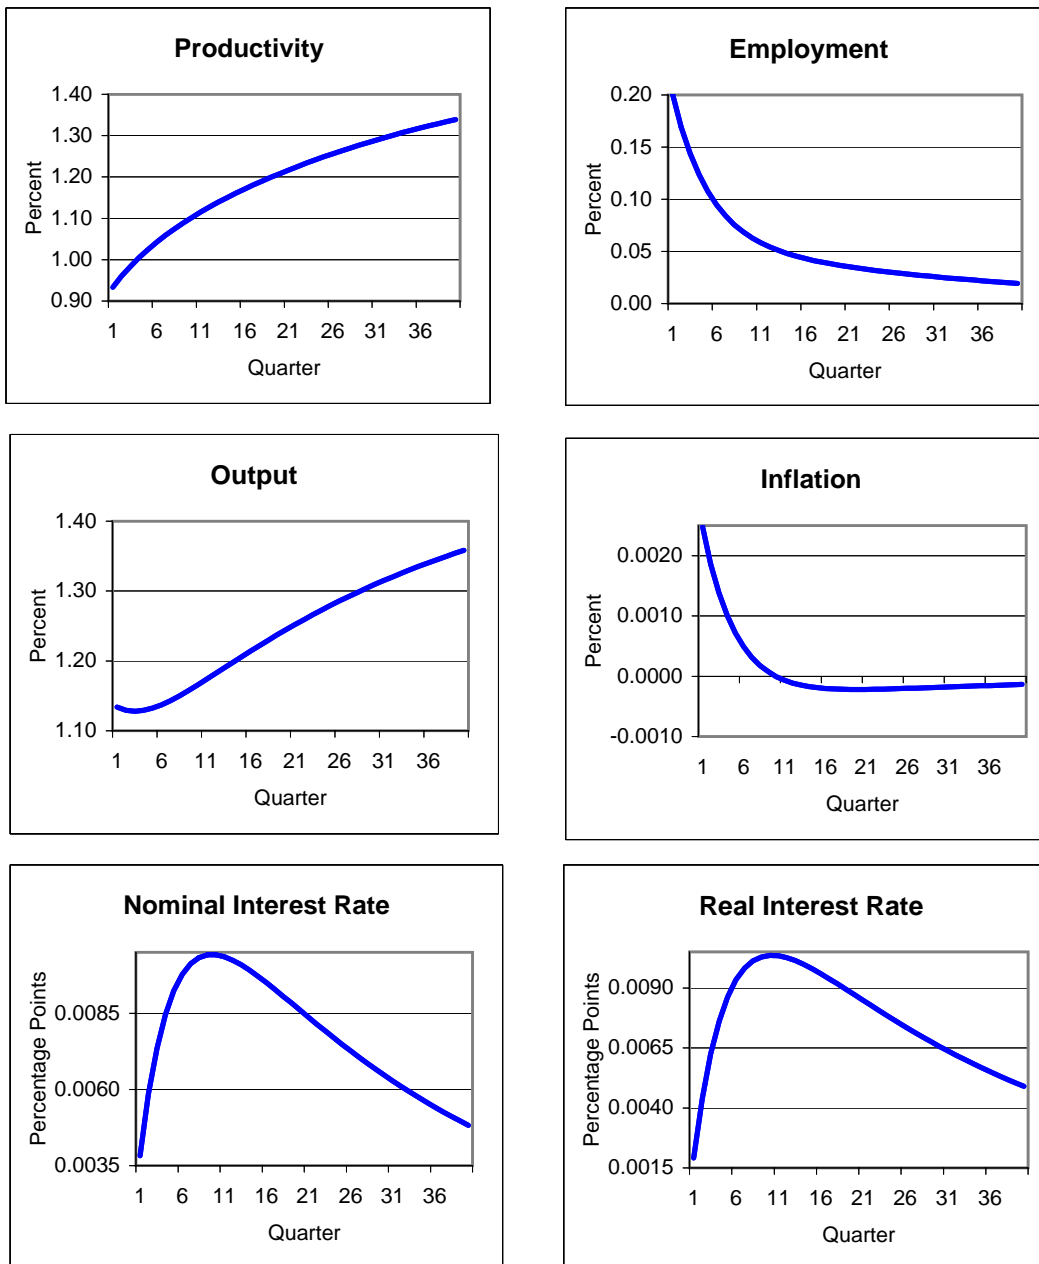 Productivity
1.40
1.30
1.20
1.10
1.00
0.90
Percent
1 6 11 16 21 26 31 36
Quarter
Employment
0.20
0.15
0.10
0.05
0.00
Percent
1 6 11 16 21 26 31 36
Quarter
Output
1.40
1.30
1.20
1.10
Percent
1 6 11 16 21 26 31 36
Quarter
Inflation
0.0020
0.0010
0.0000
-0.0010
Percent
1 6 11 16 21 26 31 36
Quarter
Nominal Interest Rate
0.0085
0.0060
0.0035
Percentage Points
1 6 11 16 21 26 31 36
Quarter
Real Interest Rate
0.0090
0.0065
0.0040
0.0015
Percentage Points
1 6 11 16 21 26 31 36
Quarter